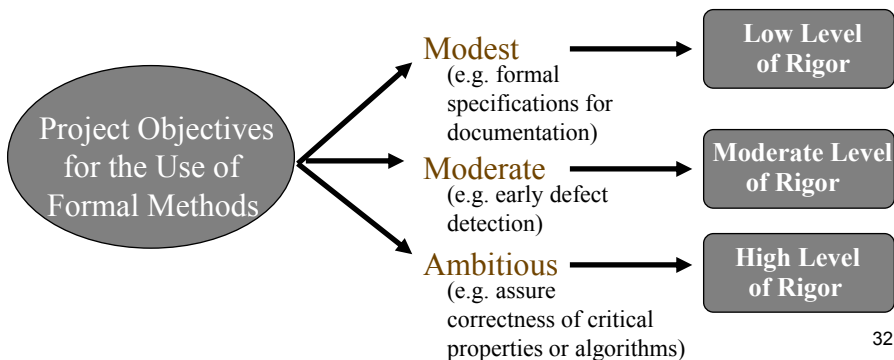 Project Objectives
for the Use of
Formal Methods
Modest
(e.g. formal
specifications for
documentation)
Low Level
of Rigor
Moderate
(e.g. early defect
detection)
Moderate Level
of Rigor
Ambitious
(e.g. assure
correctness of critical
properties or algorithms)
High Level
of Rigor
32